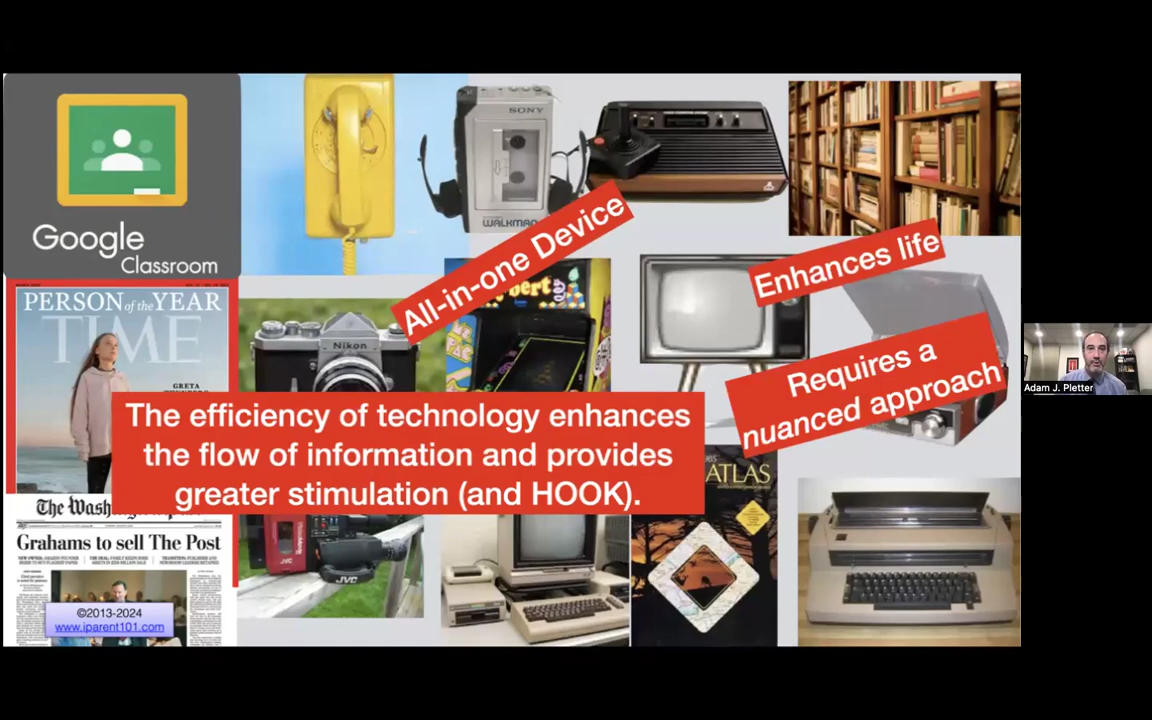 Google
Classroom
SONY
WALKMAN
All-in-one Device
Enhances life
PERSON of the YEAR
TIME
GRETA
Nikon
Requires a
nuanced approach
The efficiency of technology enhances
the flow of information and provides
greater stimulation (and HOOK).
ATLAS
The Wash
Grahams to sell The Post
JVC
©2013-2024
www.iparent101.com
Adam J. Pletter